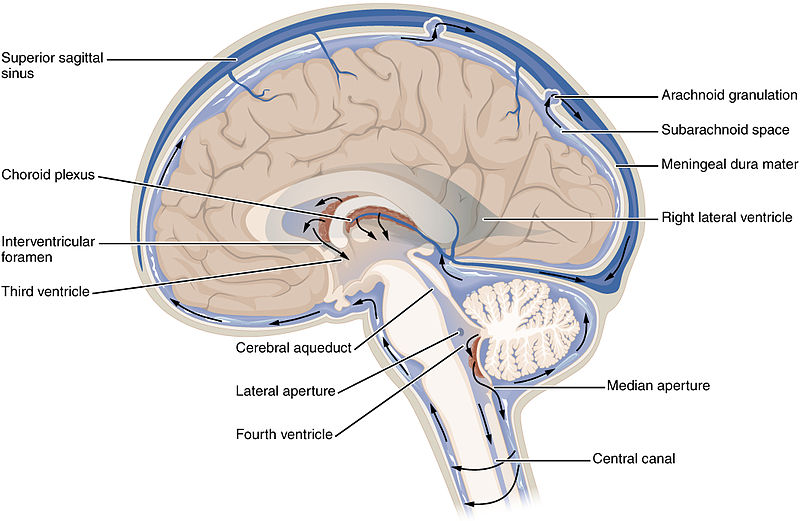 Superior sagittal
sinus
Choroid plexus
Interventricular
foramen
Third ventricle
Cerebral aqueduct
Lateral aperture
Fourth ventricle
Arachnoid granulation
Subarachnoid space
Meningeal dura mater
Right lateral ventricle
Median aperture
Central canal